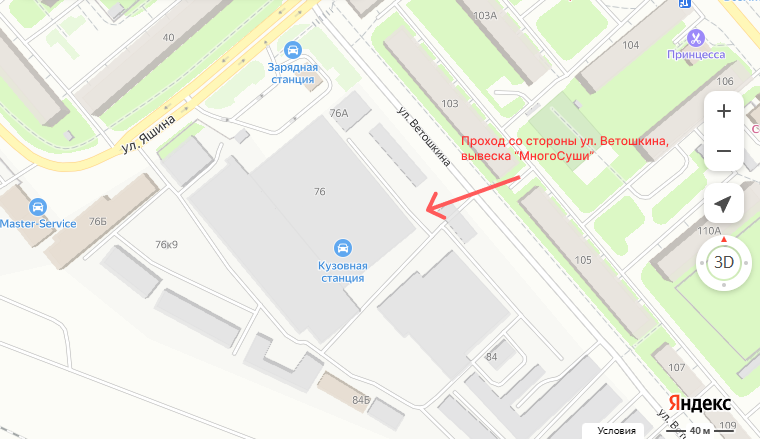 103А
40
104
Принцесса
Зарядная
станция
106
ул. Яшина
76А
103
ул. Ветошкина
Проход со стороны ул. Ветошкина,
вывеска “МногоСуши”
76
Master-Service
76Б
76к9
110А
3D
Кузовная
станция
105
84
107
84Б
Яндекс
109
Условия
40 м